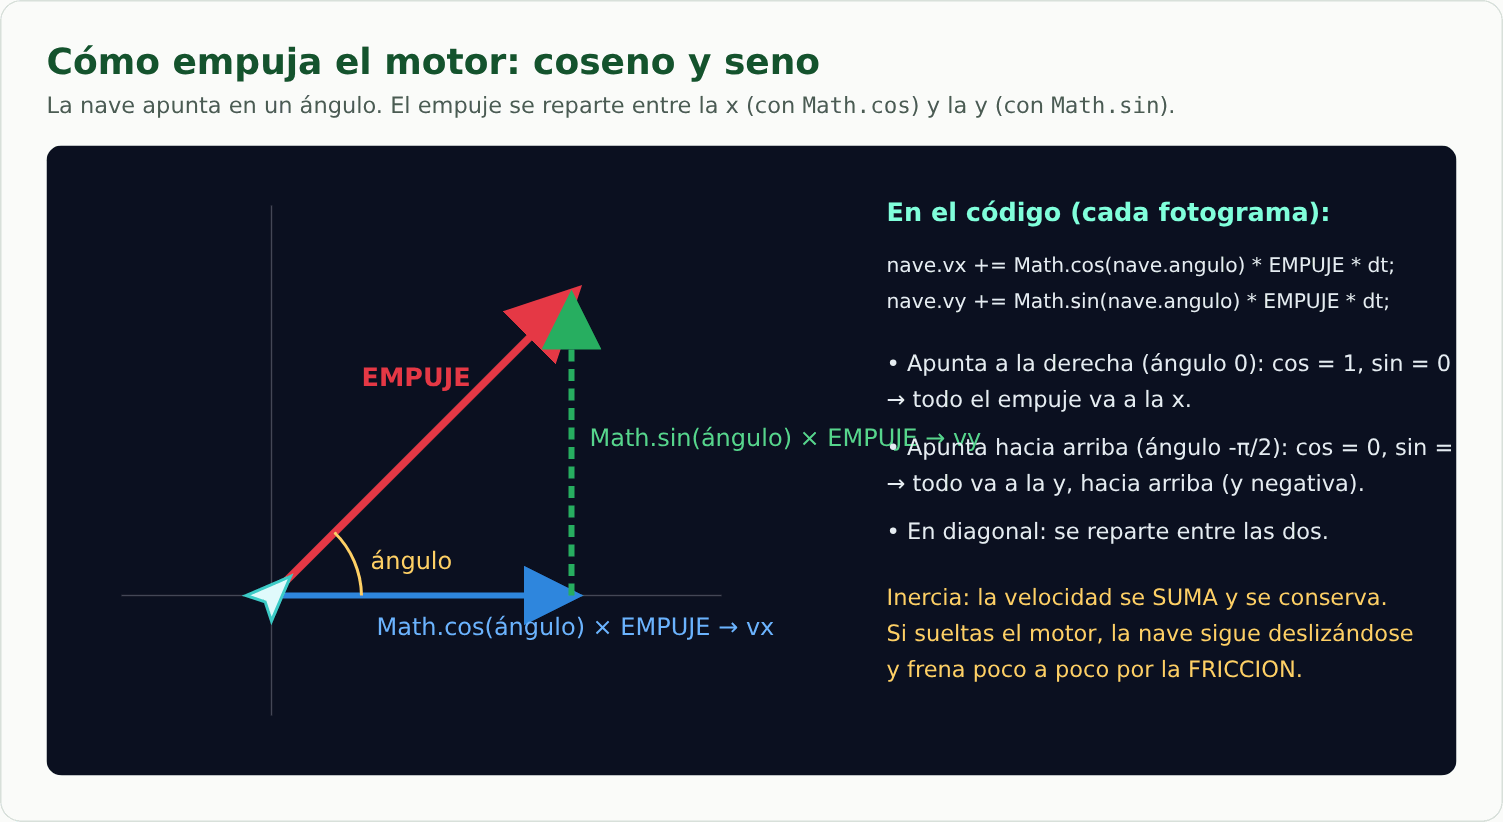 Cómo empuja el motor: coseno y seno
La nave apunta en un ángulo. El empuje se reparte entre la x (con Math.cos) y la y (con Math.sin).
EMPUJE
ángulo
Math.sin(ángulo) × EMPUJE → vy
Math.cos(ángulo) × EMPUJE → vx
En el código (cada fotograma):
nave.vx += Math.cos(nave.angulo) * EMPUJE * dt;
nave.vy += Math.sin(nave.angulo) * EMPUJE * dt;
• Apunta a la derecha (ángulo 0): cos = 1, sin = 0
→ todo el empuje va a la x.
• Apunta hacia arriba (ángulo -π/2): cos = 0, sin =
→ todo va a la y, hacia arriba (y negativa).
• En diagonal: se reparte entre las dos.
Inercia: la velocidad se SUMA y se conserva.
Si sueltas el motor, la nave sigue deslizándose
y frena poco a poco por la FRICCION.